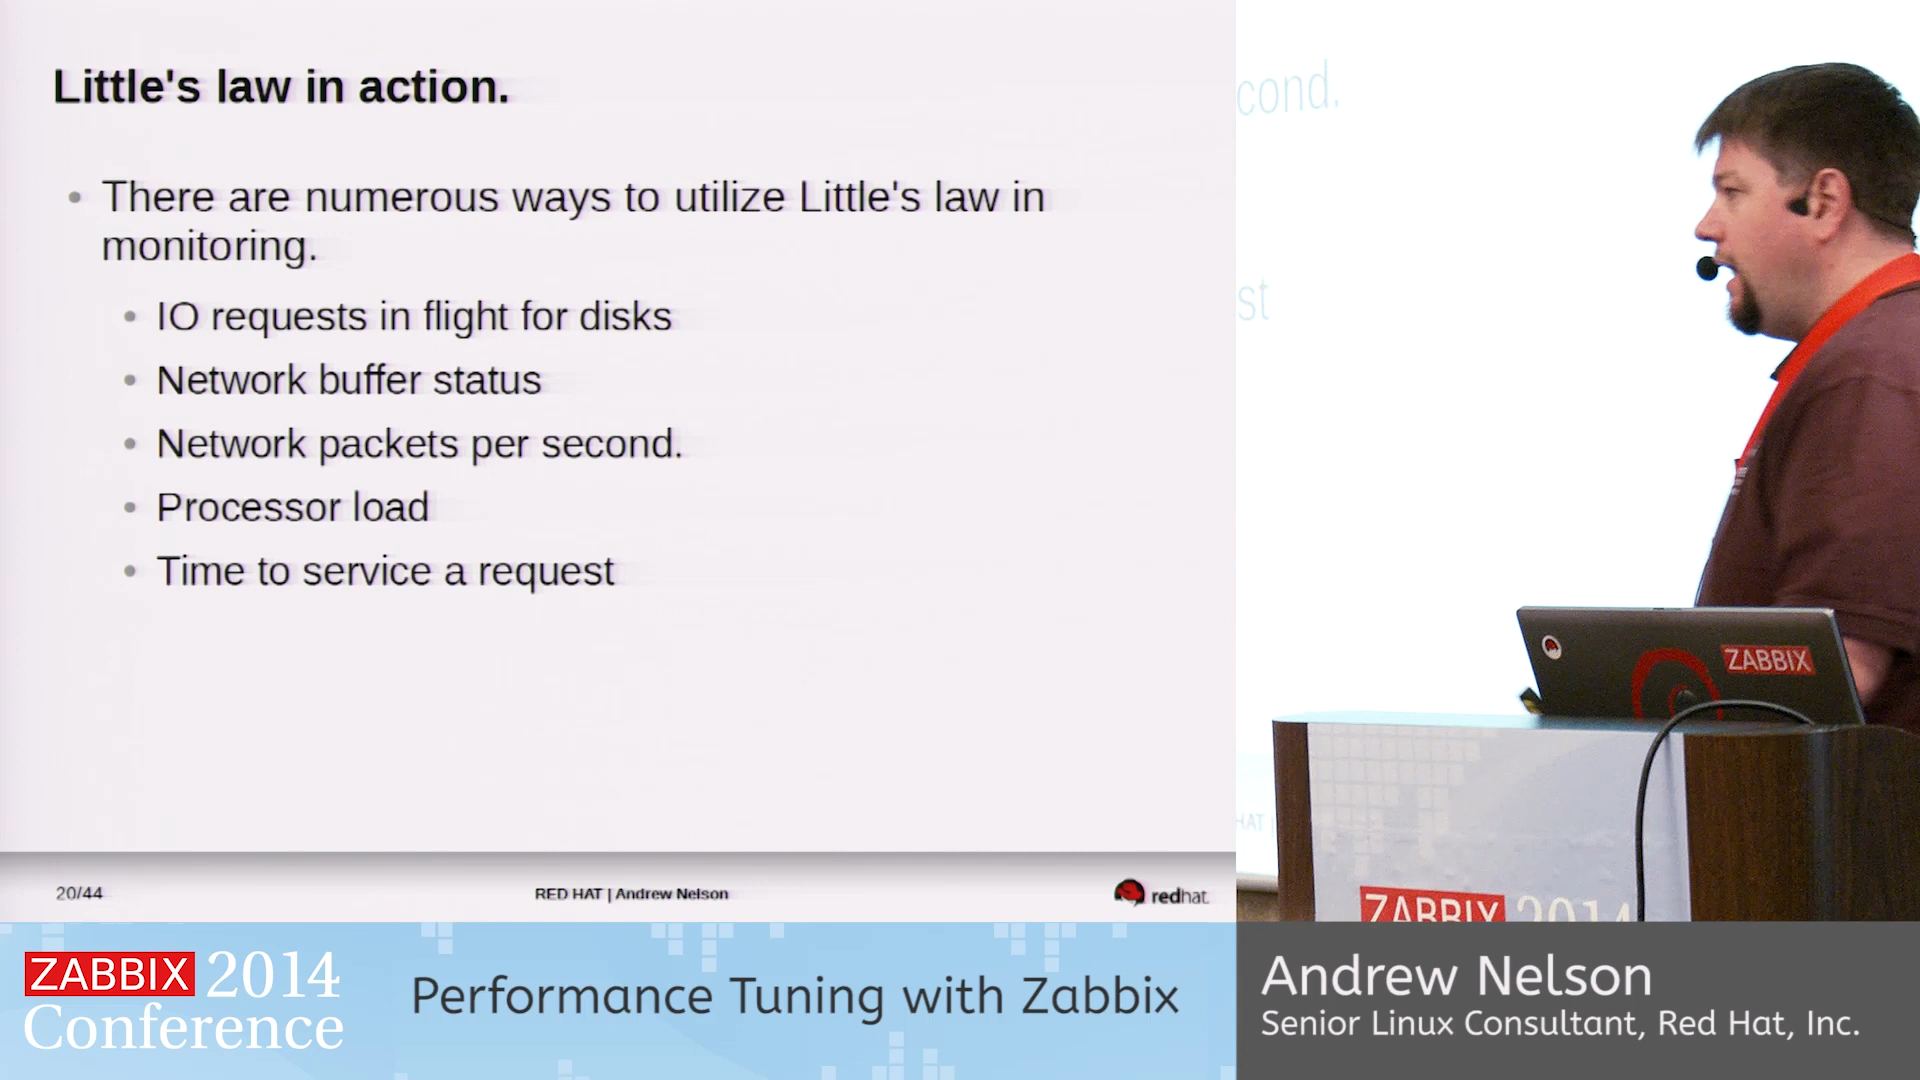 Little's law in action.
There are numerous ways to utilize Little's law in
monitoring.
IO requests in flight for disks
Network buffer status
Network packets per second.
Processor load
Time to service a request
20/44
RED HAT | Andrew Nelson
redhat.
cond.
st
HAT |
ZABBIX
ZABBIX 2014
ZABBIX 2014
Conference
Performance Tuning with Zabbix
Andrew Nelson
Senior Linux Consultant, Red Hat, Inc.